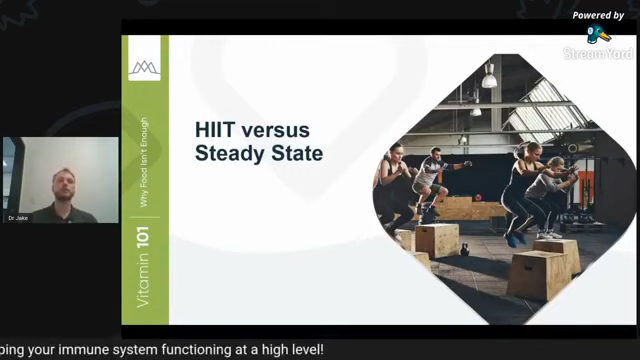 Powered by
StreamYard
HIIT versus
Steady State
Why Food Isn't Enough
Vitamin 101
Dr Jake
ping your immune system functioning at a high level!